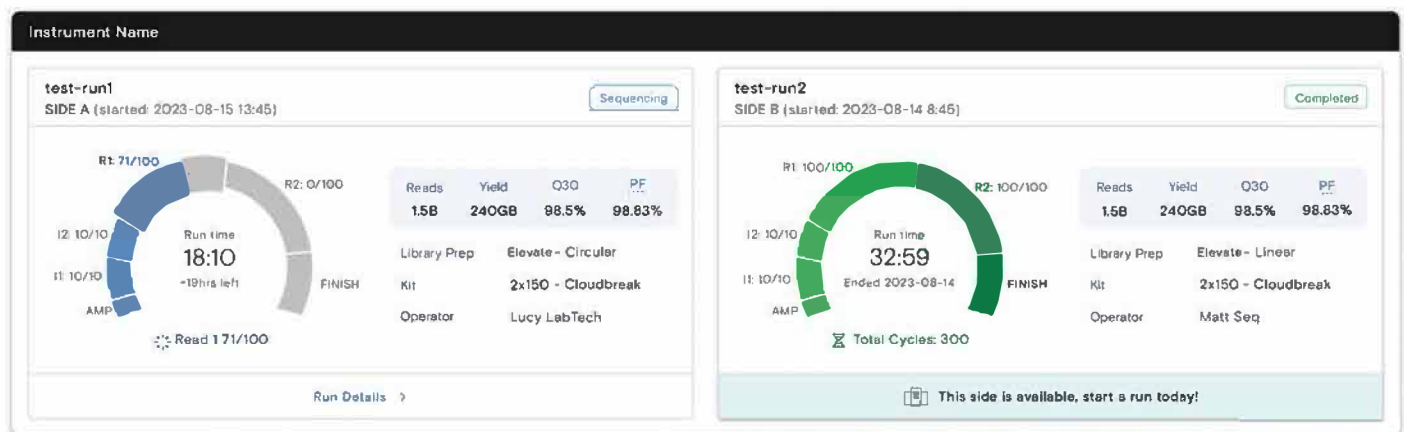 Instrument Name
test-run1
SIDE A (started: 2023-08-15 13:45)
Sequencing
R1: 71/100
R2: 0/100
I2: 10/10
I1: 10/10
AMP
FINISH
Run time
18:10
~19hrs left
Read 1 71/100
Reads Yield Q30 PF
1.5B 240GB 98.5% 98.83%
Library Prep Elevate - Circular
Kit 2x150 - Cloudbreak
Operator Lucy LabTech
Run Details >
test-run2
SIDE B (started: 2023-08-14 8:45)
Completed
R1: 100/100
R2: 100/100
I2: 10/10
I1: 10/10
AMP
FINISH
Run time
32:59
Ended 2023-08-14
Total Cycles: 300
Reads Yield Q30 PF
1.5B 240GB 98.5% 98.83%
Library Prep Elevate - Linear
Kit 2x150 - Cloudbreak
Operator Matt Seq
This side is available, start a run today!